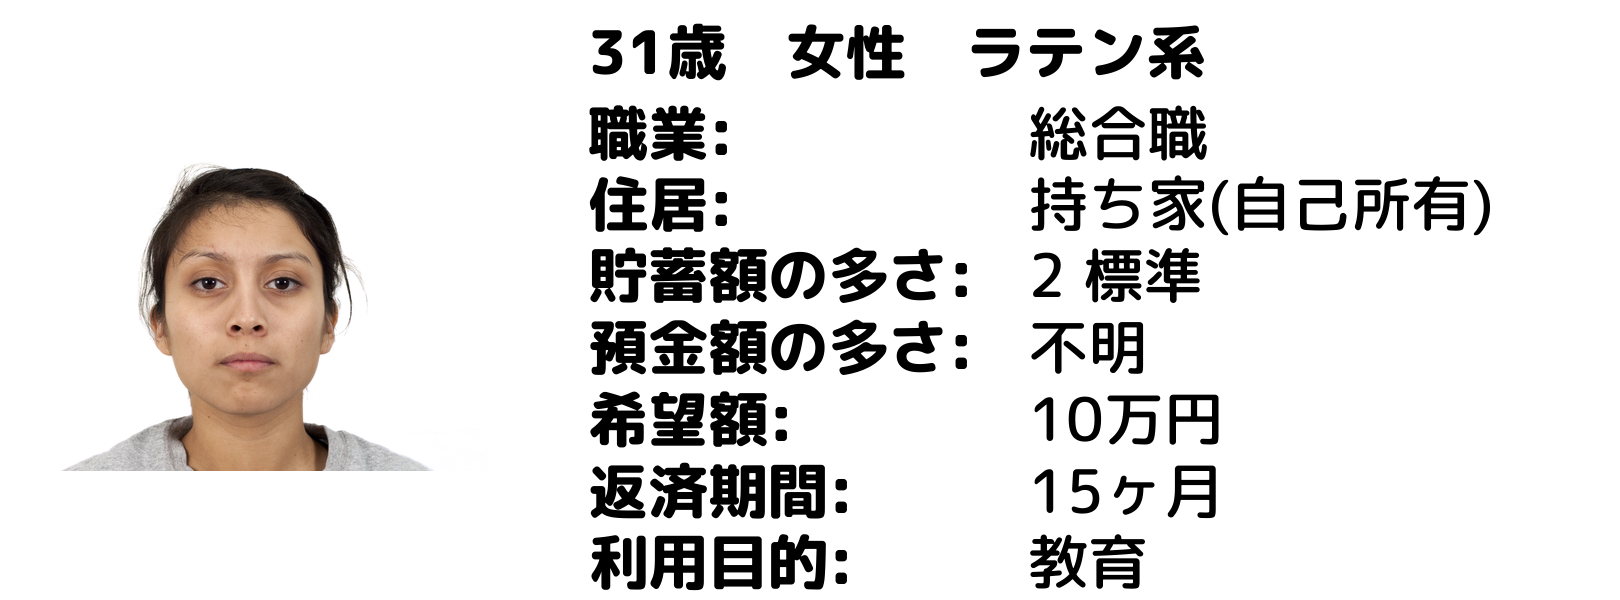 31歳　女性　ラテン系
職業: 総合職
住居: 持ち家(自己所有)
貯蓄額の多さ: 2 標準
預金額の多さ: 不明
希望額: 10万円
返済期間: 15ヶ月
利用目的: 教育